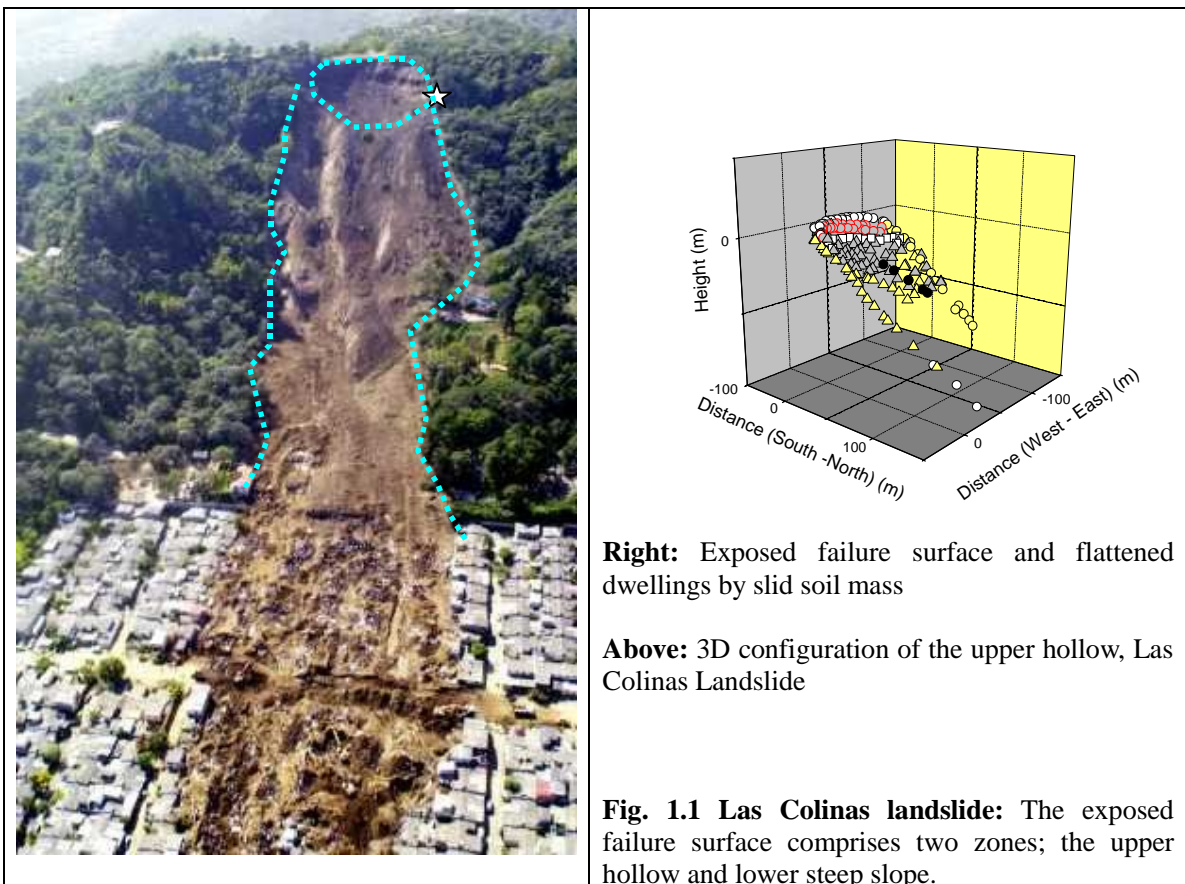 0
Height (m)
-100
0
100
Distance (South -North) (m)
-100
0
Distance (West - East) (m)
Right: Exposed failure surface and flattened
dwellings by slid soil mass
Above: 3D configuration of the upper hollow, Las
Colinas Landslide
Fig. 1.1 Las Colinas landslide: The exposed
failure surface comprises two zones; the upper
hollow and lower steep slope.